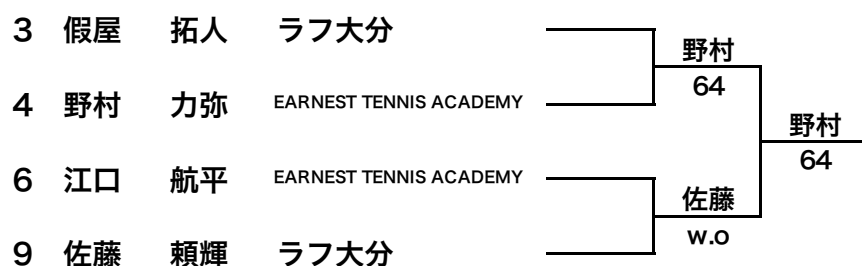 3 假屋 拓人 ラフ大分
野村
64
4 野村 力弥 EARNEST TENNIS ACADEMY
野村
64
6 江口 航平 EARNEST TENNIS ACADEMY
佐藤
w.o
9 佐藤 頼輝 ラフ大分